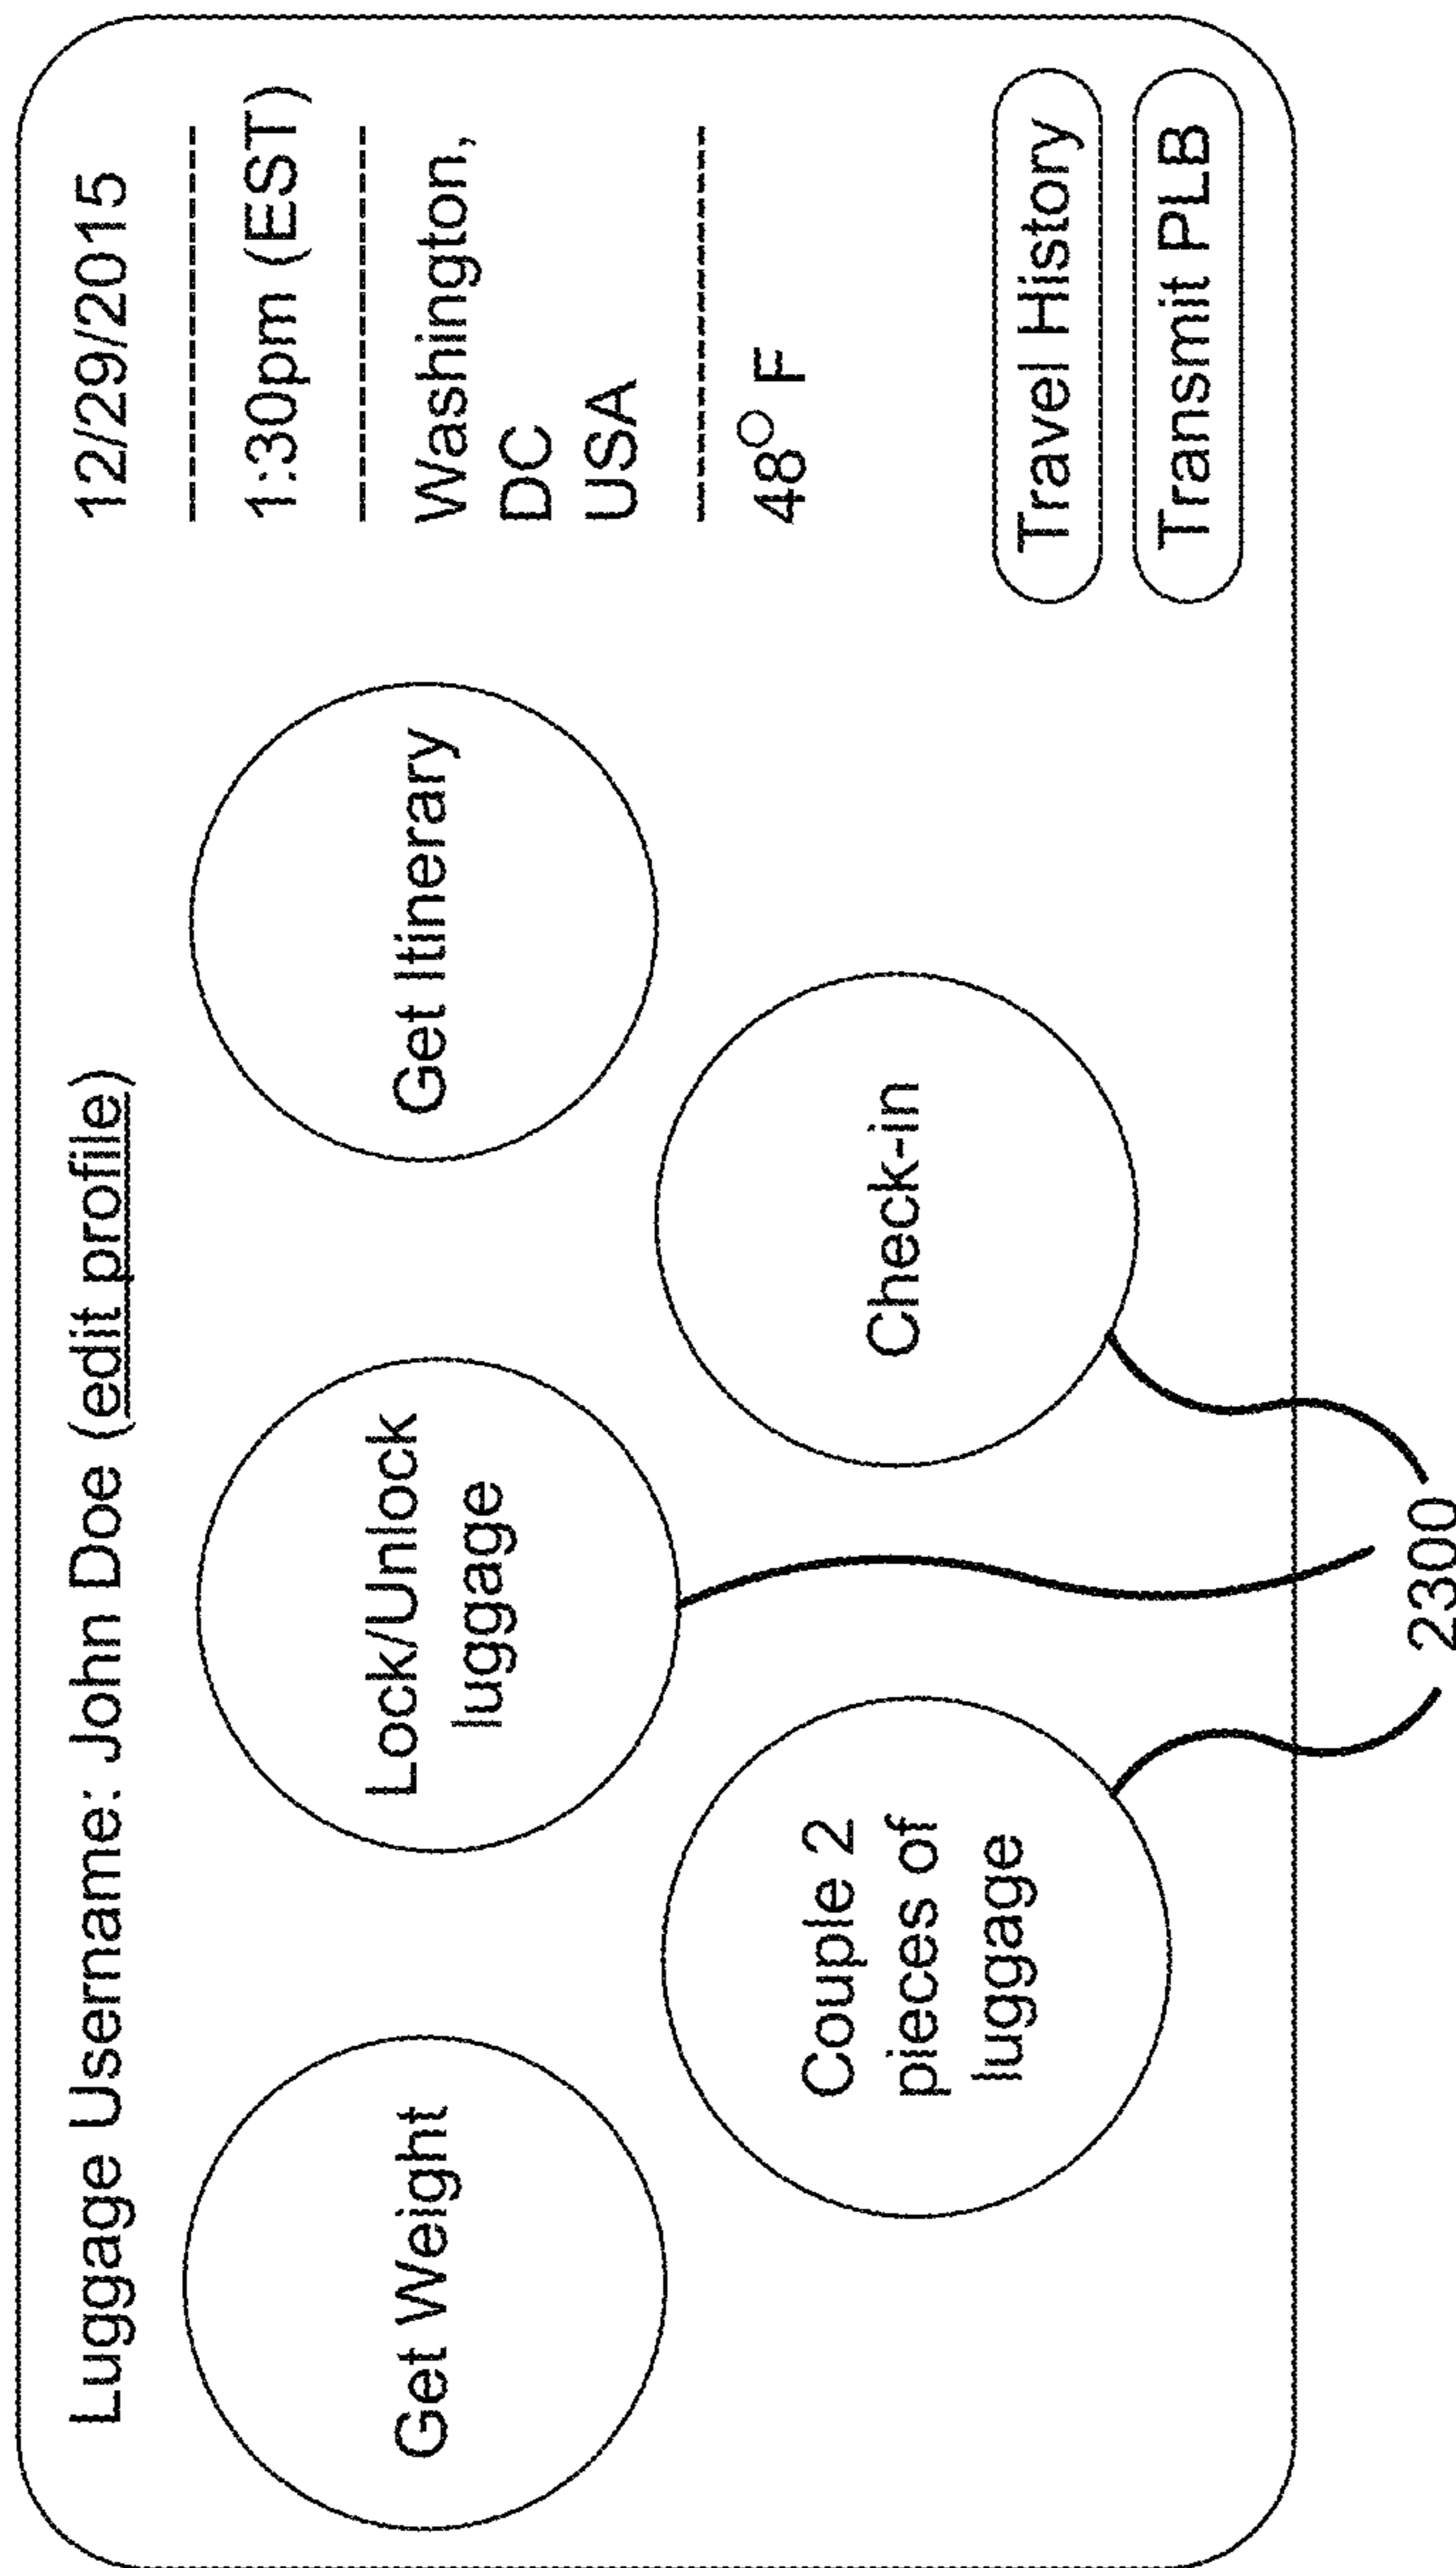 Luggage Username: John Doe (edit profile)
12/29/2015
1:30pm (EST)
Washington,
DC
USA
48° F
Get Weight
Lock/Unlock
luggage
Get Itinerary
Couple 2
pieces of
luggage
Check-in
Travel History
Transmit PLB
2300